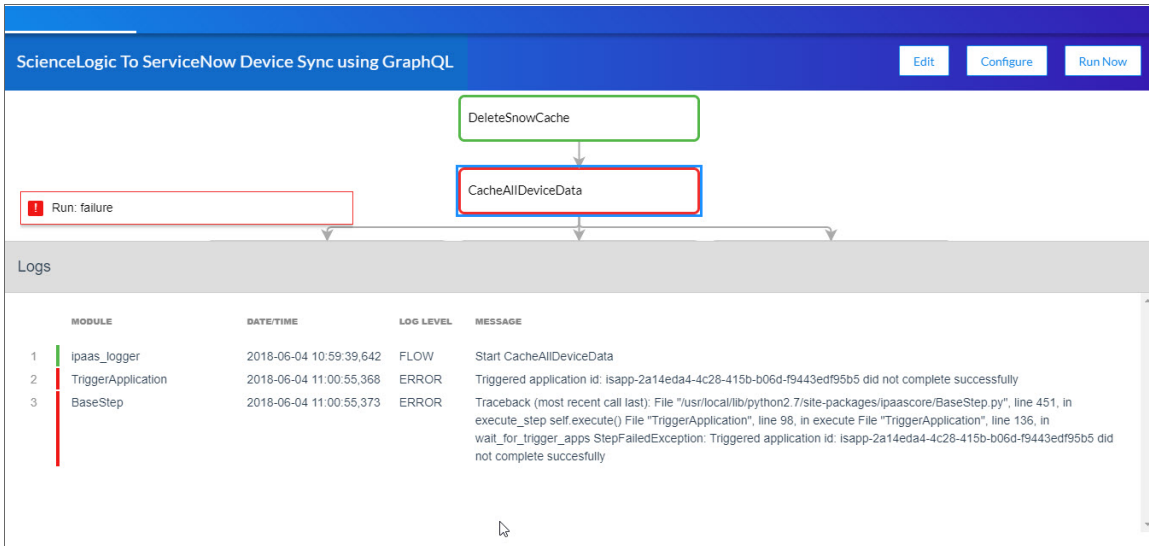 ScienceLogic To ServiceNow Device Sync using GraphQL
Edit
Configure
Run Now
DeleteSnowCache
CacheAllDeviceData
! Run: failure
Logs
MODULE DATE/TIME LOG LEVEL MESSAGE
1 ipaas_logger 2018-06-04 10:59:39,642 FLOW Start CacheAllDeviceData
2 TriggerApplication 2018-06-04 11:00:55,368 ERROR Triggered application id: isapp-2a14eda4-4c28-415b-b06d-f9443edf95b5 did not complete successfully
3 BaseStep 2018-06-04 11:00:55,373 ERROR Traceback (most recent call last): File "/usr/local/lib/python2.7/site-packages/ipaascore/BaseStep.py", line 451, in
execute_step self.execute() File "TriggerApplication", line 98, in execute File "TriggerApplication", line 136, in
wait_for_trigger_apps StepFailedException: Triggered application id: isapp-2a14eda4-4c28-415b-b06d-f9443edf95b5 did
not complete succesfully